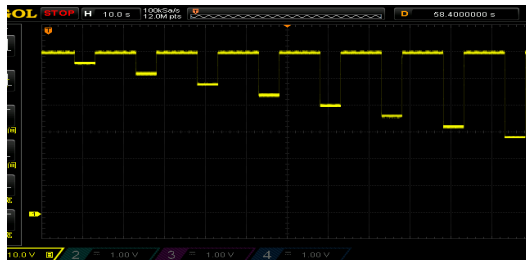 GOL STOP H 10.0 s 100kSa/s 12.0M pts D 58.4000000 s
T
T
1
10.0 V 2 = 1.00 V 3 = 1.00 V 4 = 1.00 V